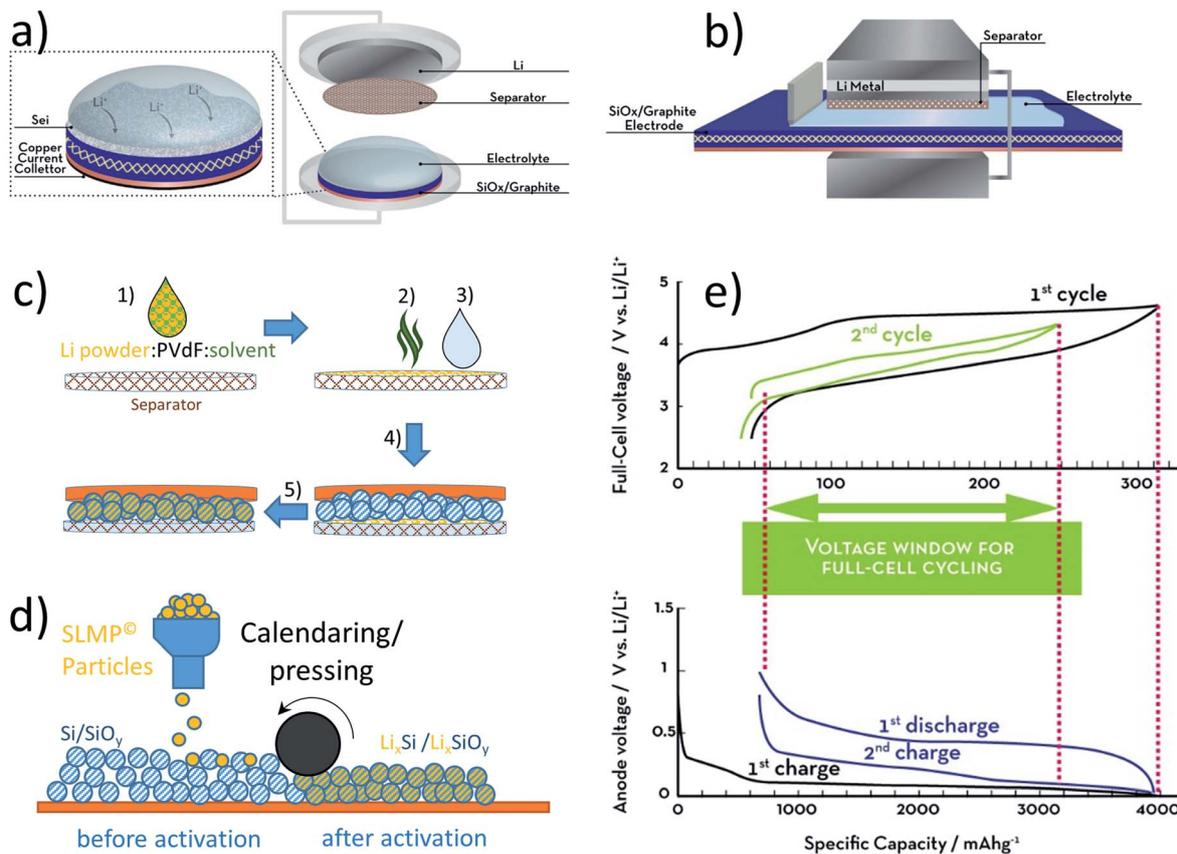 a)
Li⁺
Li⁺
Li⁺
Sei
Copper
Current
Collettor
Li
Separator
Electrolyte
SiOx/Graphite
b)
Separator
Li Metal
Electrolyte
SiOx/Graphite
Electrode
c)
1)
Li powder:PVdF:solvent
Separator
2)
3)
4)
5)
d)
SLMP©
Particles
Calendaring/
pressing
Si/SiOᵧ
LiₓSi /LiₓSiOᵧ
before activation
after activation
e)
Full-Cell voltage / V vs. Li/Li⁺
5
4
3
2
0
100
200
300
1st cycle
2nd cycle
VOLTAGE WINDOW FOR
FULL-CELL CYCLING
Anode voltage / V vs. Li/Li⁺
1.5
1
0.5
0
0
1000
2000
3000
4000
1st discharge
2nd charge
1st charge
Specific Capacity / mAhg⁻¹